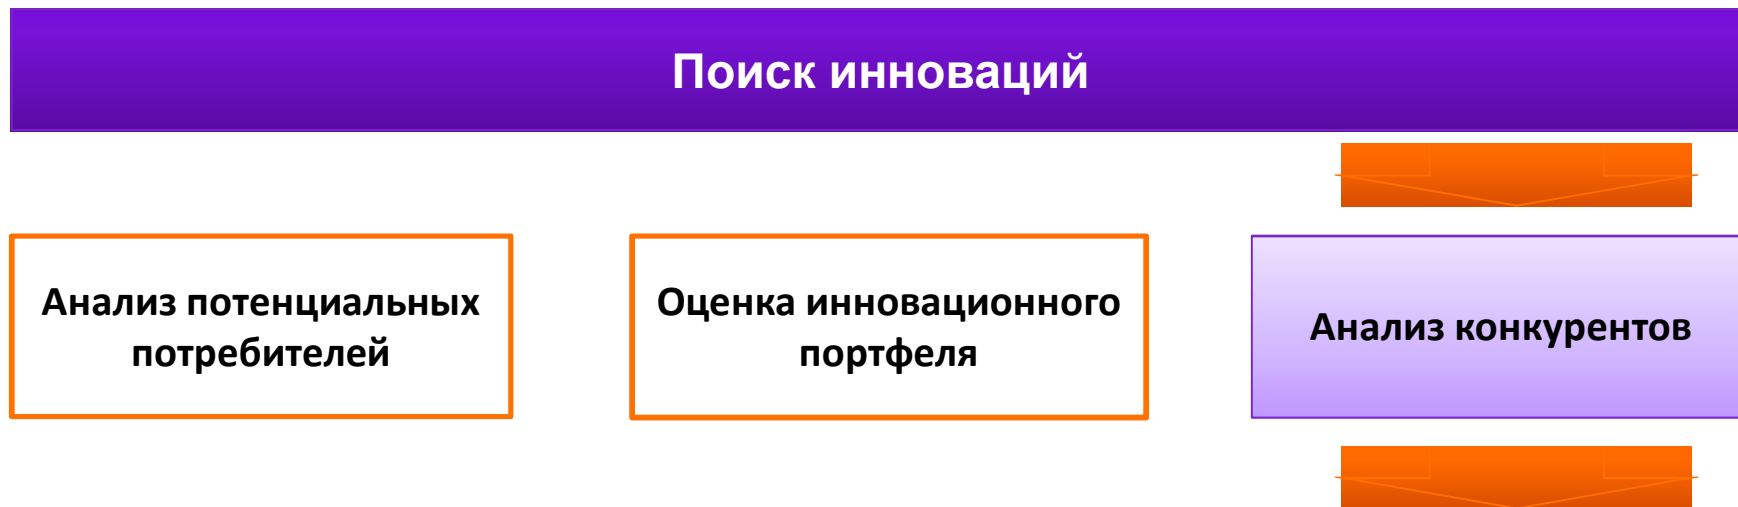 Поиск инноваций
Анализ потенциальных
потребителей
Оценка инновационного
портфеля
Анализ конкурентов